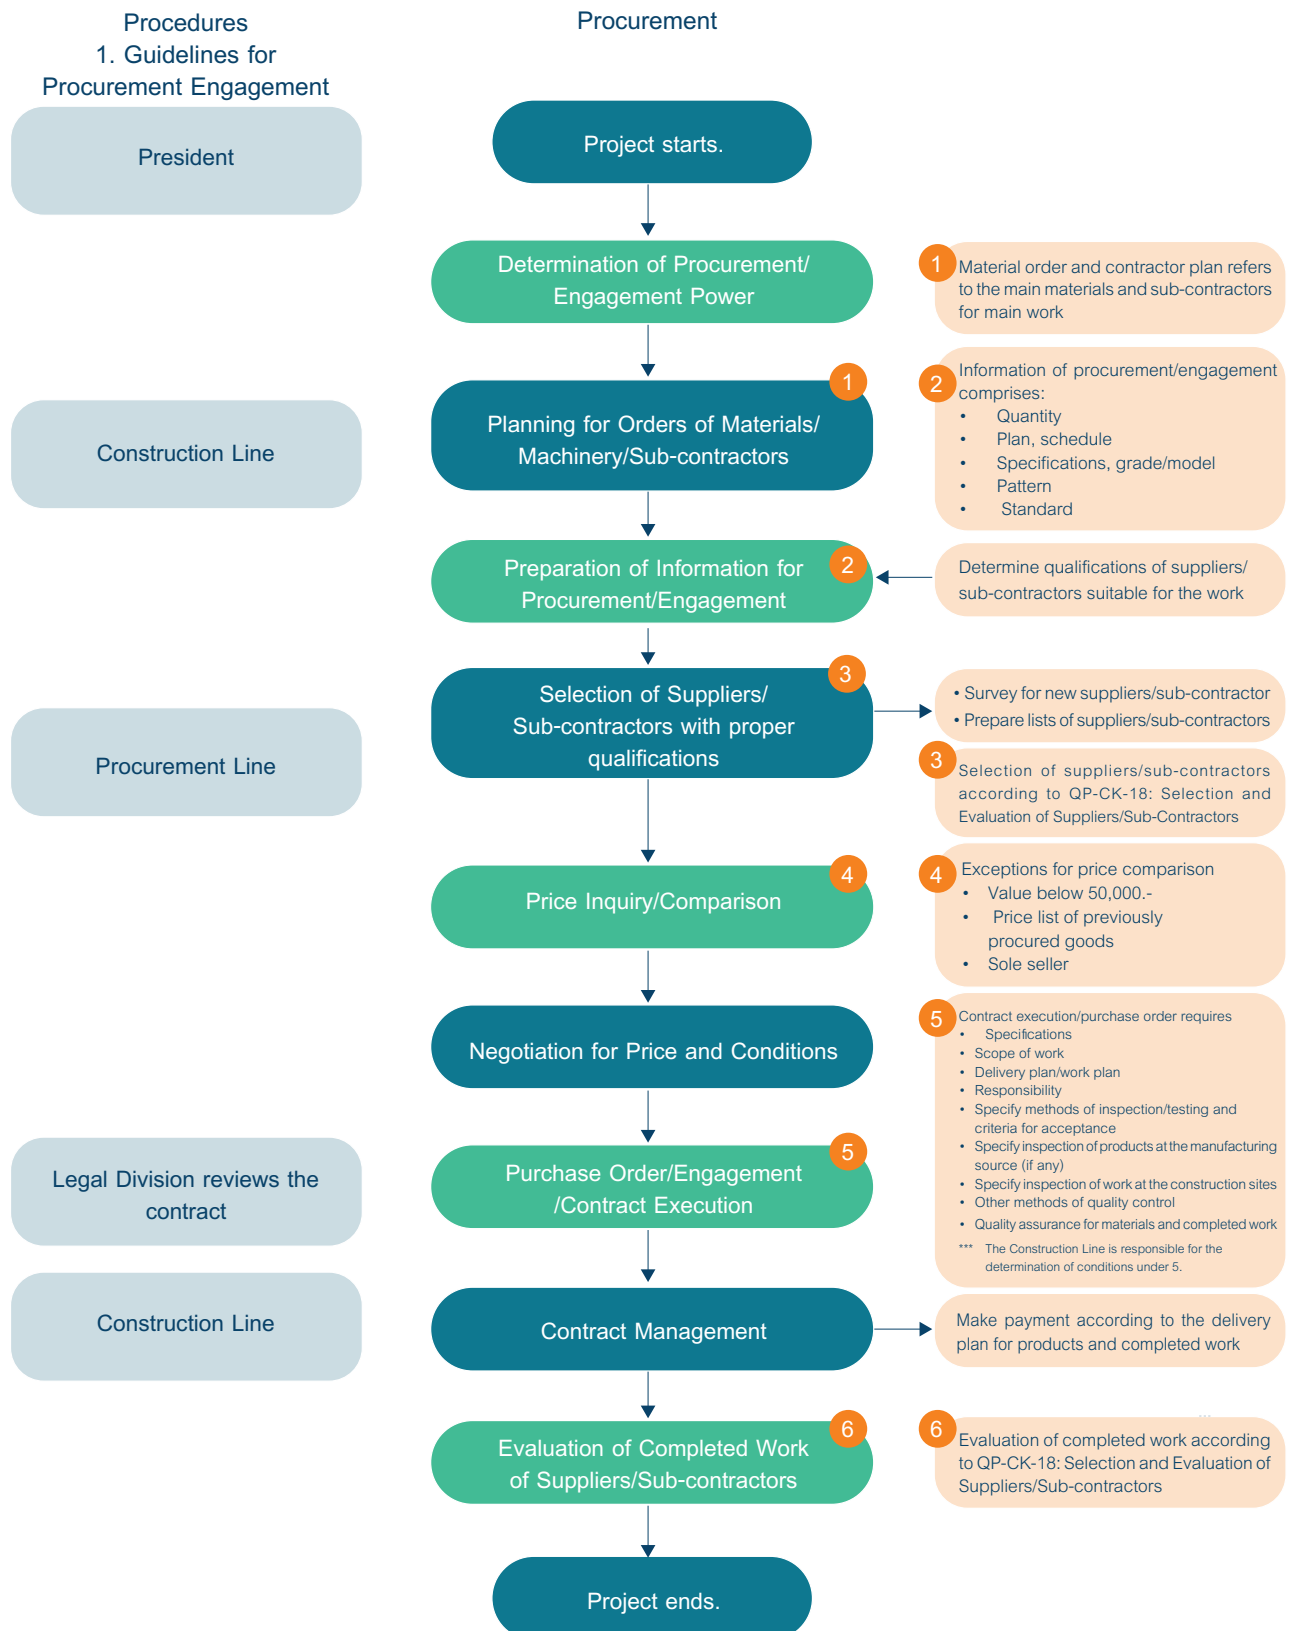 Procedures
1. Guidelines for
Procurement Engagement
Procurement
President
Project starts.
Determination of Procurement/
Engagement Power
1
Material order and contractor plan refers
to the main materials and sub-contractors
for main work
Construction Line
1
Planning for Orders of Materials/
Machinery/Sub-contractors
2
Information of procurement/engagement
comprises:
• Quantity
• Plan, schedule
• Specifications, grade/model
• Pattern
• Standard
2
Preparation of Information for
Procurement/Engagement
Determine qualifications of suppliers/
sub-contractors suitable for the work
Procurement Line
3
Selection of Suppliers/
Sub-contractors with proper
qualifications
• Survey for new suppliers/sub-contractor
• Prepare lists of suppliers/sub-contractors
3
Selection of suppliers/sub-contractors
according to QP-CK-18: Selection and
Evaluation of Suppliers/Sub-Contractors
4
Price Inquiry/Comparison
4
Exceptions for price comparison
• Value below 50,000.-
• Price list of previously
procured goods
• Sole seller
Negotiation for Price and Conditions
5
Contract execution/purchase order requires
• Specifications
• Scope of work
• Delivery plan/work plan
• Responsibility
• Specify methods of inspection/testing and
criteria for acceptance
• Specify inspection of products at the manufacturing
source (if any)
• Specify inspection of work at the construction sites
• Other methods of quality control
• Quality assurance for materials and completed work
*** The Construction Line is responsible for the
determination of conditions under 5.
Legal Division reviews the
contract
5
Purchase Order/Engagement
/Contract Execution
Construction Line
Contract Management
Make payment according to the delivery
plan for products and completed work
6
Evaluation of Completed Work
of Suppliers/Sub-contractors
6
Evaluation of completed work according
to QP-CK-18: Selection and Evaluation of
Suppliers/Sub-contractors
Project ends.